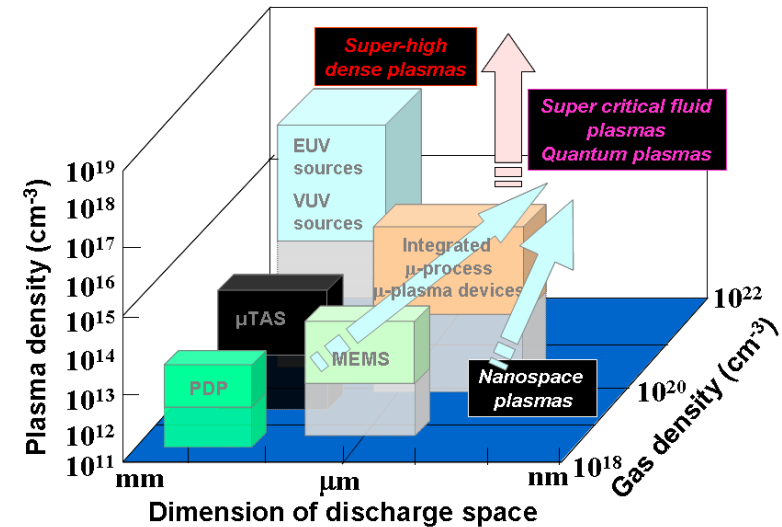 Super-high
dense plasmas
Super critical fluid
plasmas
Quantum plasmas
EUV
sources
VUV
sources
Integrated
μ-process
μ-plasma devices
μTAS
MEMS
PDP
Nanospace
plasmas
Plasma density (cm⁻³)
10¹⁹
10¹⁸
10¹⁷
10¹⁶
10¹⁵
10¹⁴
10¹³
10¹²
10¹¹
mm
μm
nm
Dimension of discharge space
10¹⁸
10²⁰
10²²
Gas density (cm⁻³)